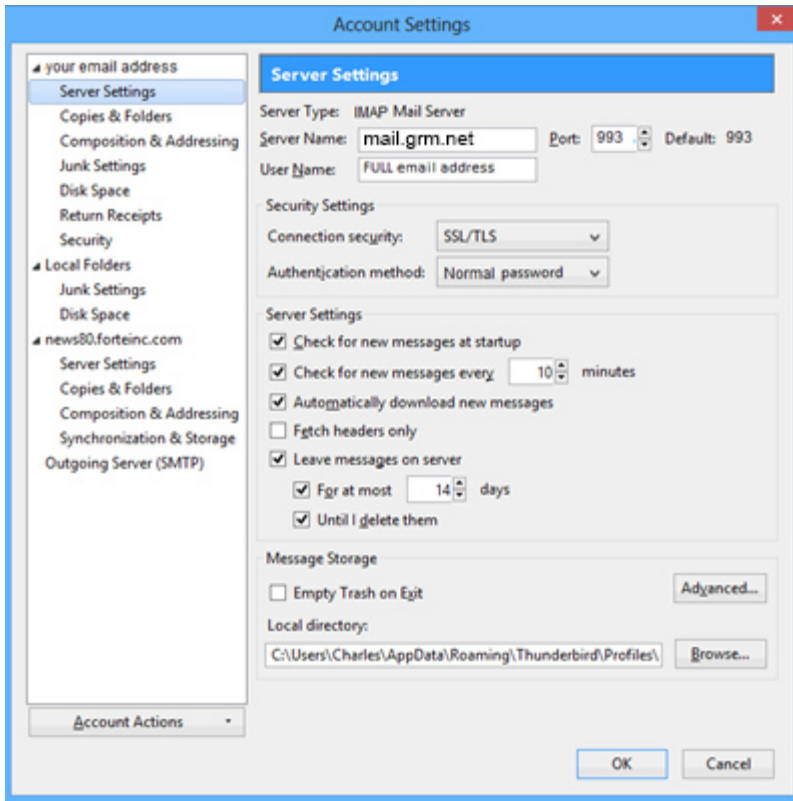 Account Settings
your email address
Server Settings
Copies & Folders
Composition & Addressing
Junk Settings
Disk Space
Return Receipts
Security
Local Folders
Junk Settings
Disk Space
news80.forteinc.com
Server Settings
Copies & Folders
Composition & Addressing
Synchronization & Storage
Outgoing Server (SMTP)
Account Actions
Server Settings
Server Type: IMAP Mail Server
Server Name: mail.grm.net Port: 993 Default: 993
User Name: FULL email address
Security Settings
Connection security: SSL/TLS
Authentication method: Normal password
Server Settings
Check for new messages at startup
Check for new messages every 10 minutes
Automatically download new messages
Fetch headers only
Leave messages on server
For at most 14 days
Until I delete them
Message Storage
Empty Trash on Exit Advanced...
Local directory:
C:\Users\Charles\AppData\Roaming\Thunderbird\Profiles\ Browse...
OK Cancel